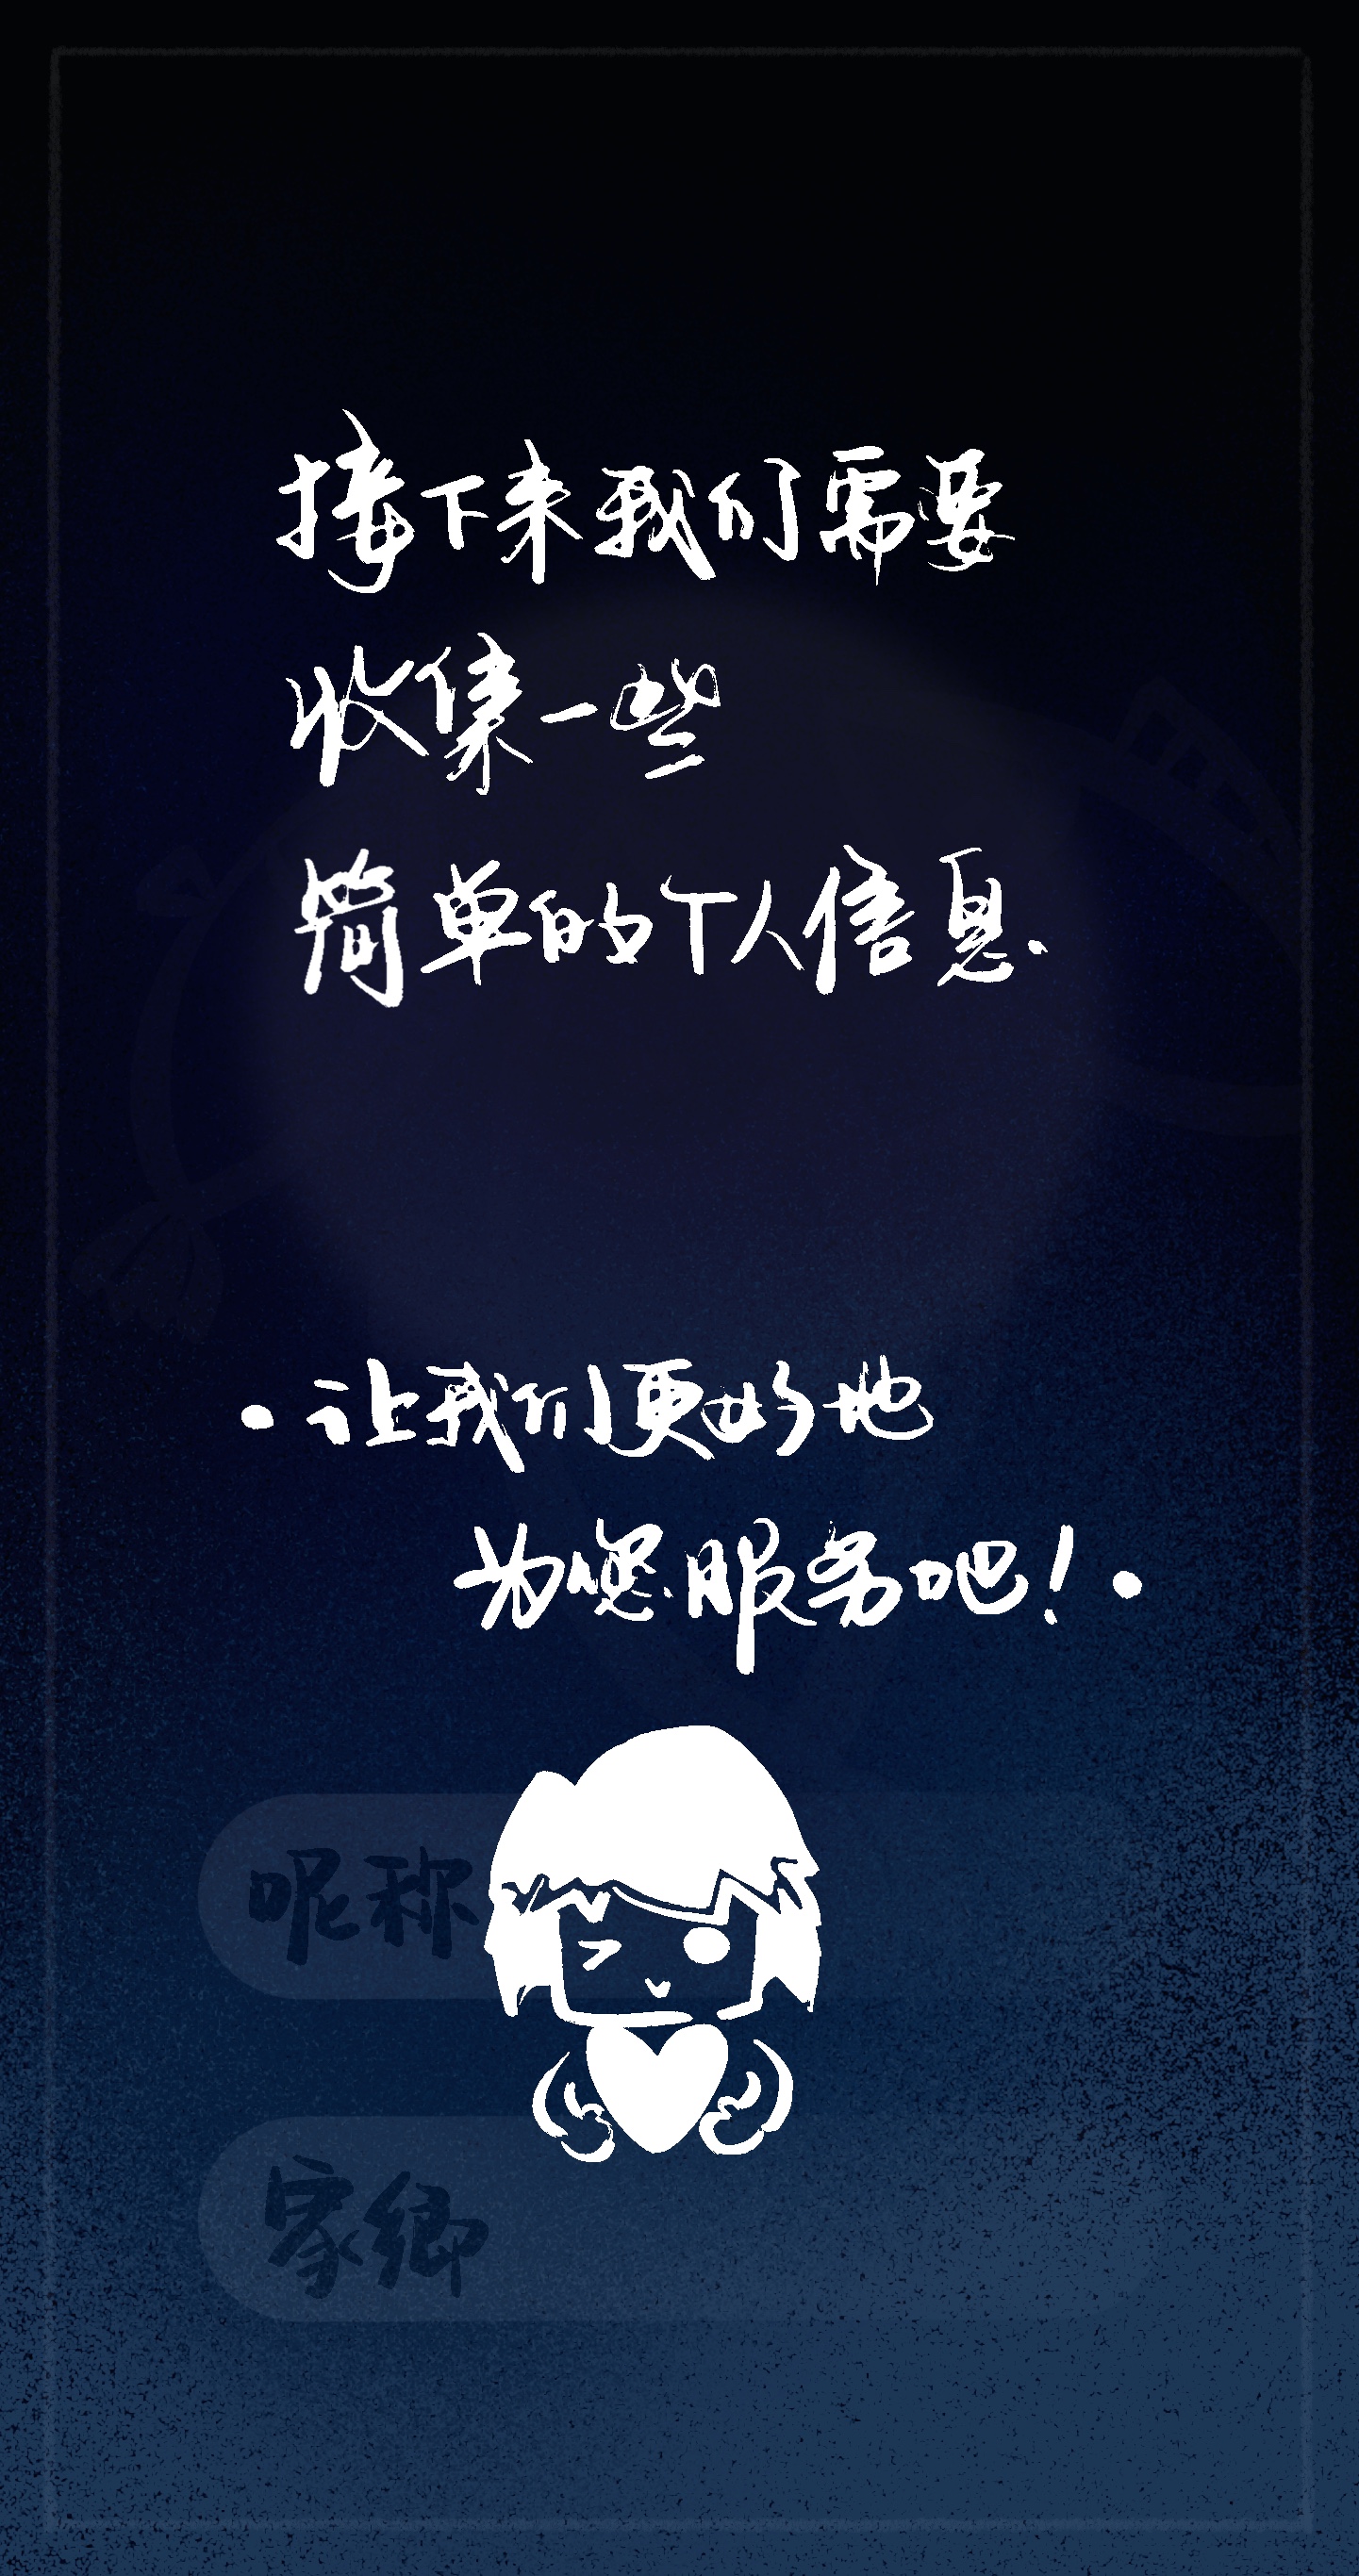 接下来我们需要
收集一些
简单的个人信息.
·让我们更好地
为您服务吧！·
昵称
家乡